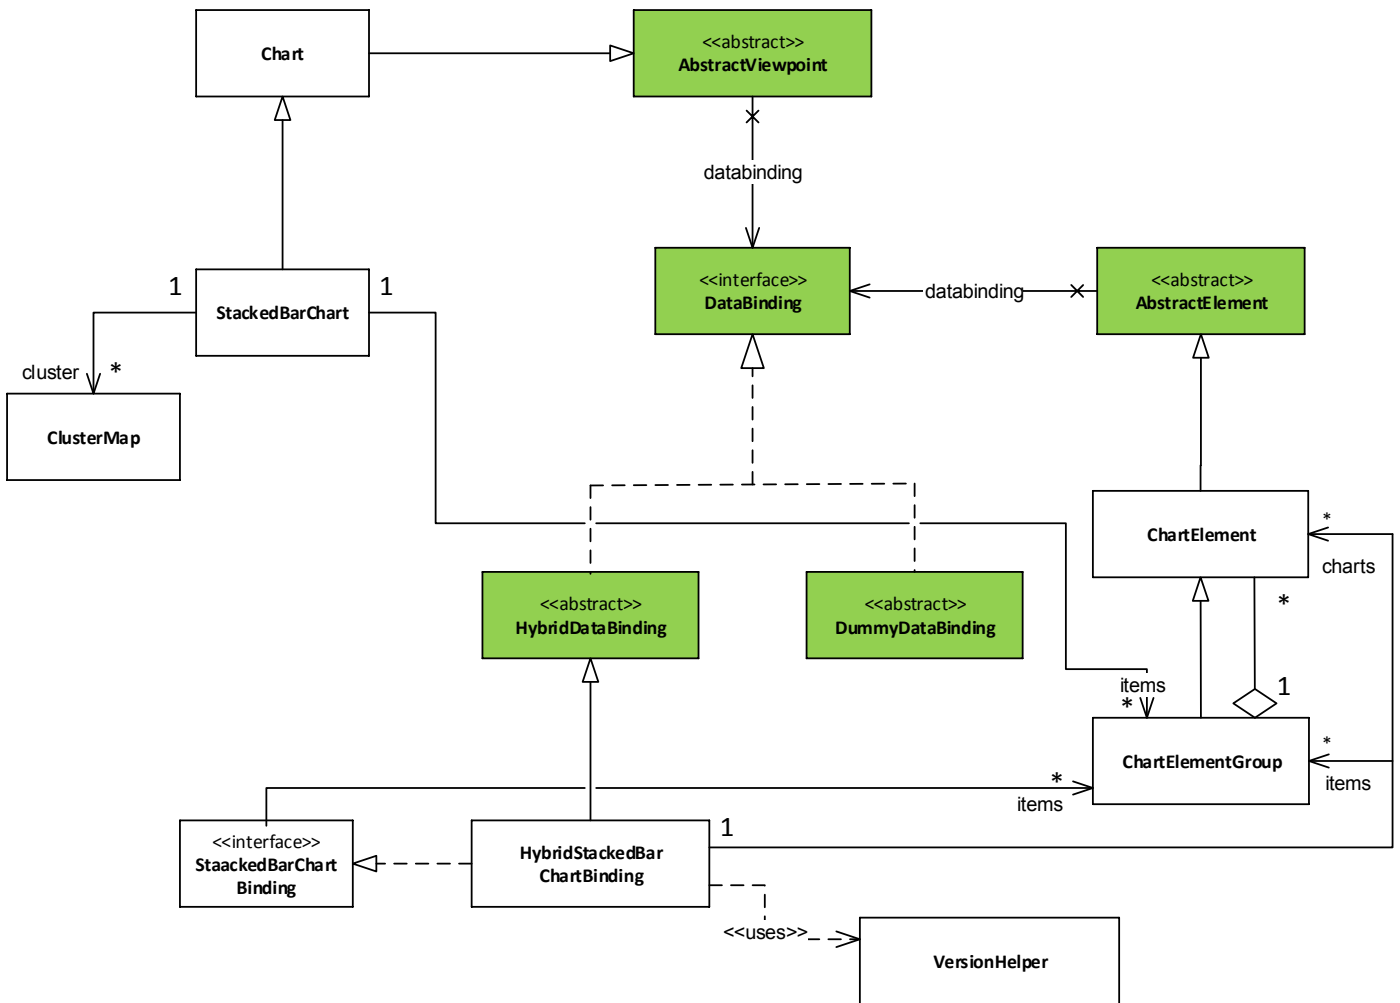 <<abstract>>
Chart
AbstractViewpoint
databinding
1
1
<<interface>>
<<abstract>>
StackedBarChart
DataBinding
databinding
AbstractElement
cluster
*
ClusterMap
*
ChartElement
charts
<<abstract>>
<<abstract>>
*
HybridDataBinding
DummyDataBinding
items
1
*
*
ChartElementGroup
*
items
items
1
<<interface>>
StaackedBarChart
Binding
HybridStackedBar
ChartBinding
<<uses>>
VersionHelper